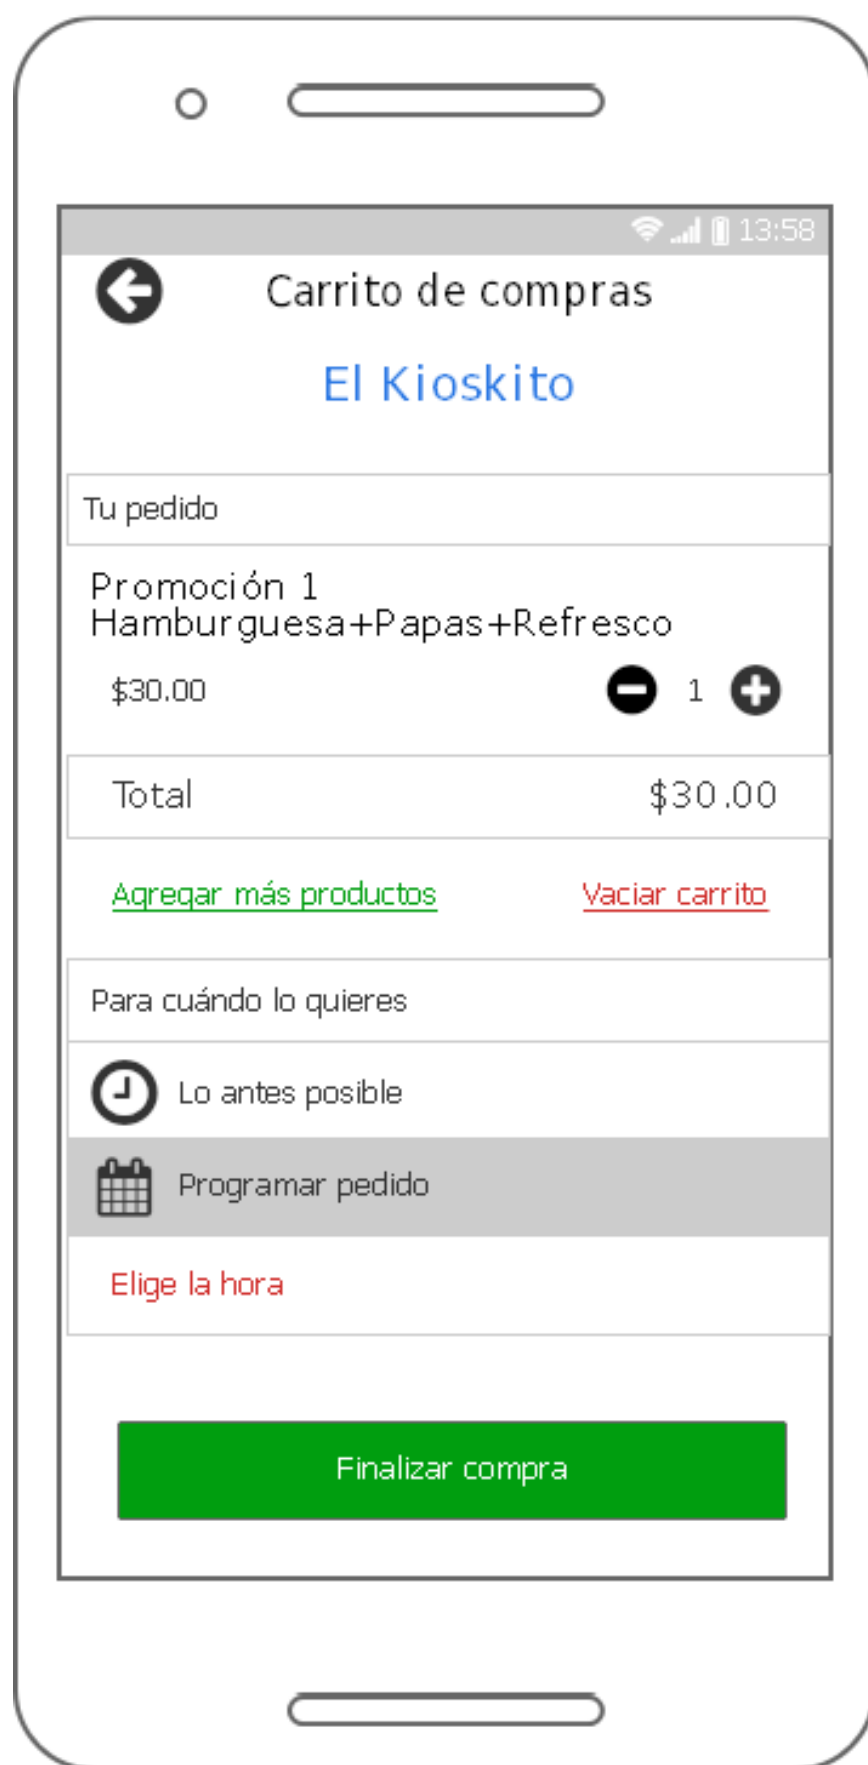 13:58
Carrito de compras
El Kioskito
Tu pedido
Promoción 1
Hamburguesa+Papas+Refresco
$30.00 1
Total $30.00
Agregar más productos Vaciar carrito
Para cuándo lo quieres
Lo antes posible
Programar pedido
Elige la hora
Finalizar compra